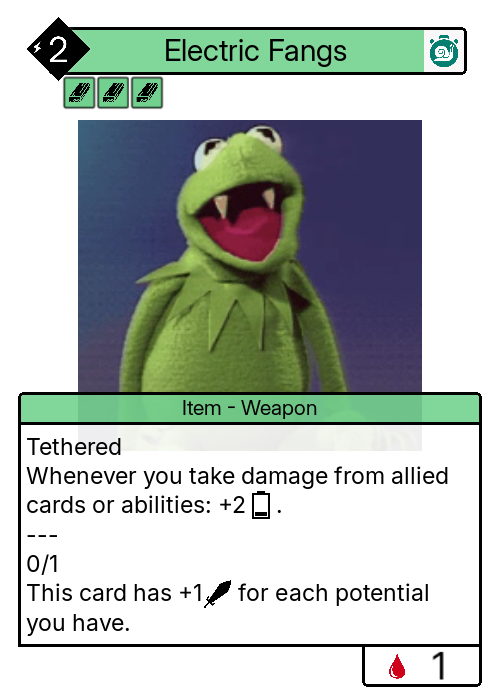 2
Electric Fangs
Item - Weapon
Tethered
Whenever you take damage from allied
cards or abilities: +2 .
---
0/1
This card has +1 for each potential
you have.
1